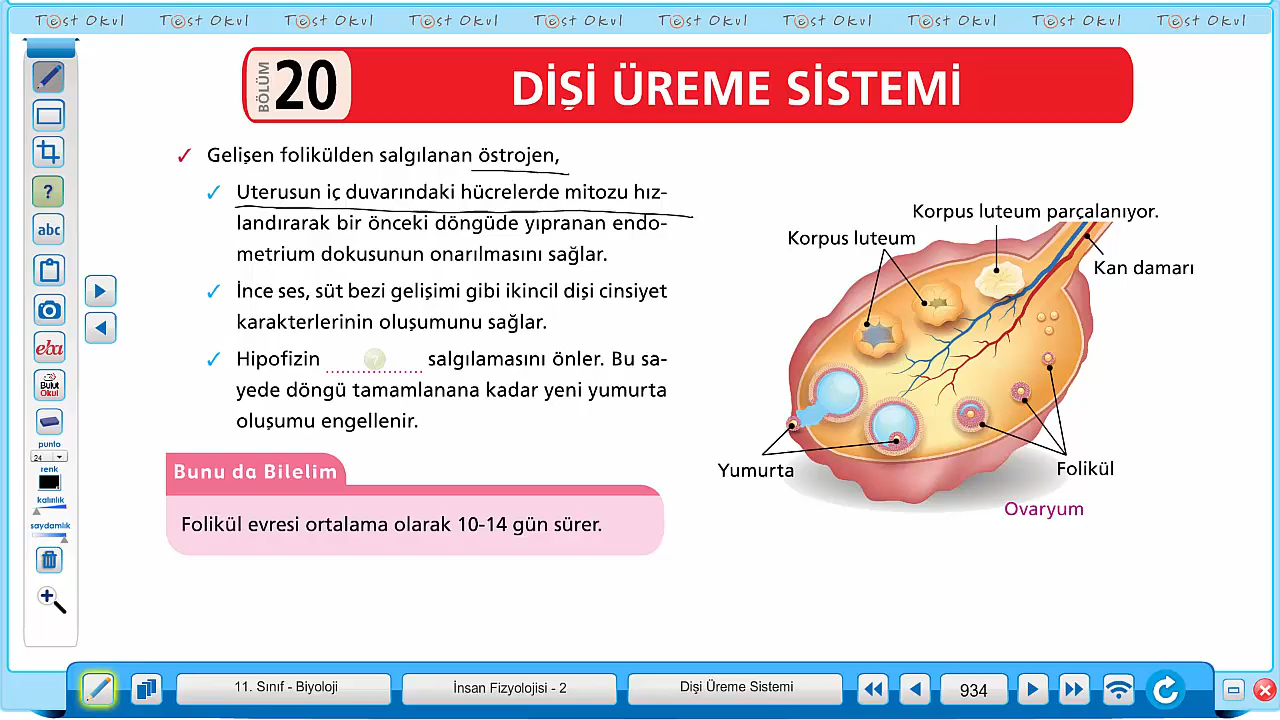 Test Okul Test Okul Test Okul Test Okul Test Okul Test Okul Test Okul Test Okul Test Okul Test Okul
BÖLÜM 20 DİŞİ ÜREME SİSTEMİ
✓ Gelişen folikülden salgılanan östrojen,
✓ Uterusun iç duvarındaki hücrelerde mitozu hız-
landırarak bir önceki döngüde yıpranan endo-
metrium dokusunun onarılmasını sağlar.
✓ İnce ses, süt bezi gelişimi gibi ikincil dişi cinsiyet
karakterlerinin oluşumunu sağlar.
✓ Hipofizin ? salgılamasını önler. Bu sa-
yede döngü tamamlanana kadar yeni yumurta
oluşumu engellenir.
Bunu da Bilelim
Folikül evresi ortalama olarak 10-14 gün sürer.
Korpus luteum parçalanıyor.
Korpus luteum
Kan damarı
Yumurta
Folikül
Ovaryum
?
abc
eba
Bulut
Okul
punto
24
renk
kalınlık
saydamlık
11. Sınıf - Biyoloji
İnsan Fizyolojisi - 2
Dişi Üreme Sistemi
934